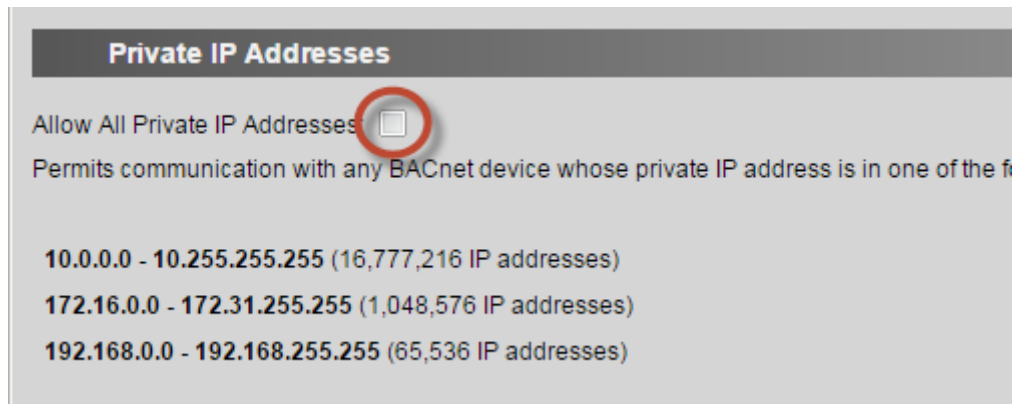 Private IP Addresses
Allow All Private IP Addresses:
Permits communication with any BACnet device whose private IP address is in one of the
10.0.0.0 - 10.255.255.255 (16,777,216 IP addresses)
172.16.0.0 - 172.31.255.255 (1,048,576 IP addresses)
192.168.0.0 - 192.168.255.255 (65,536 IP addresses)